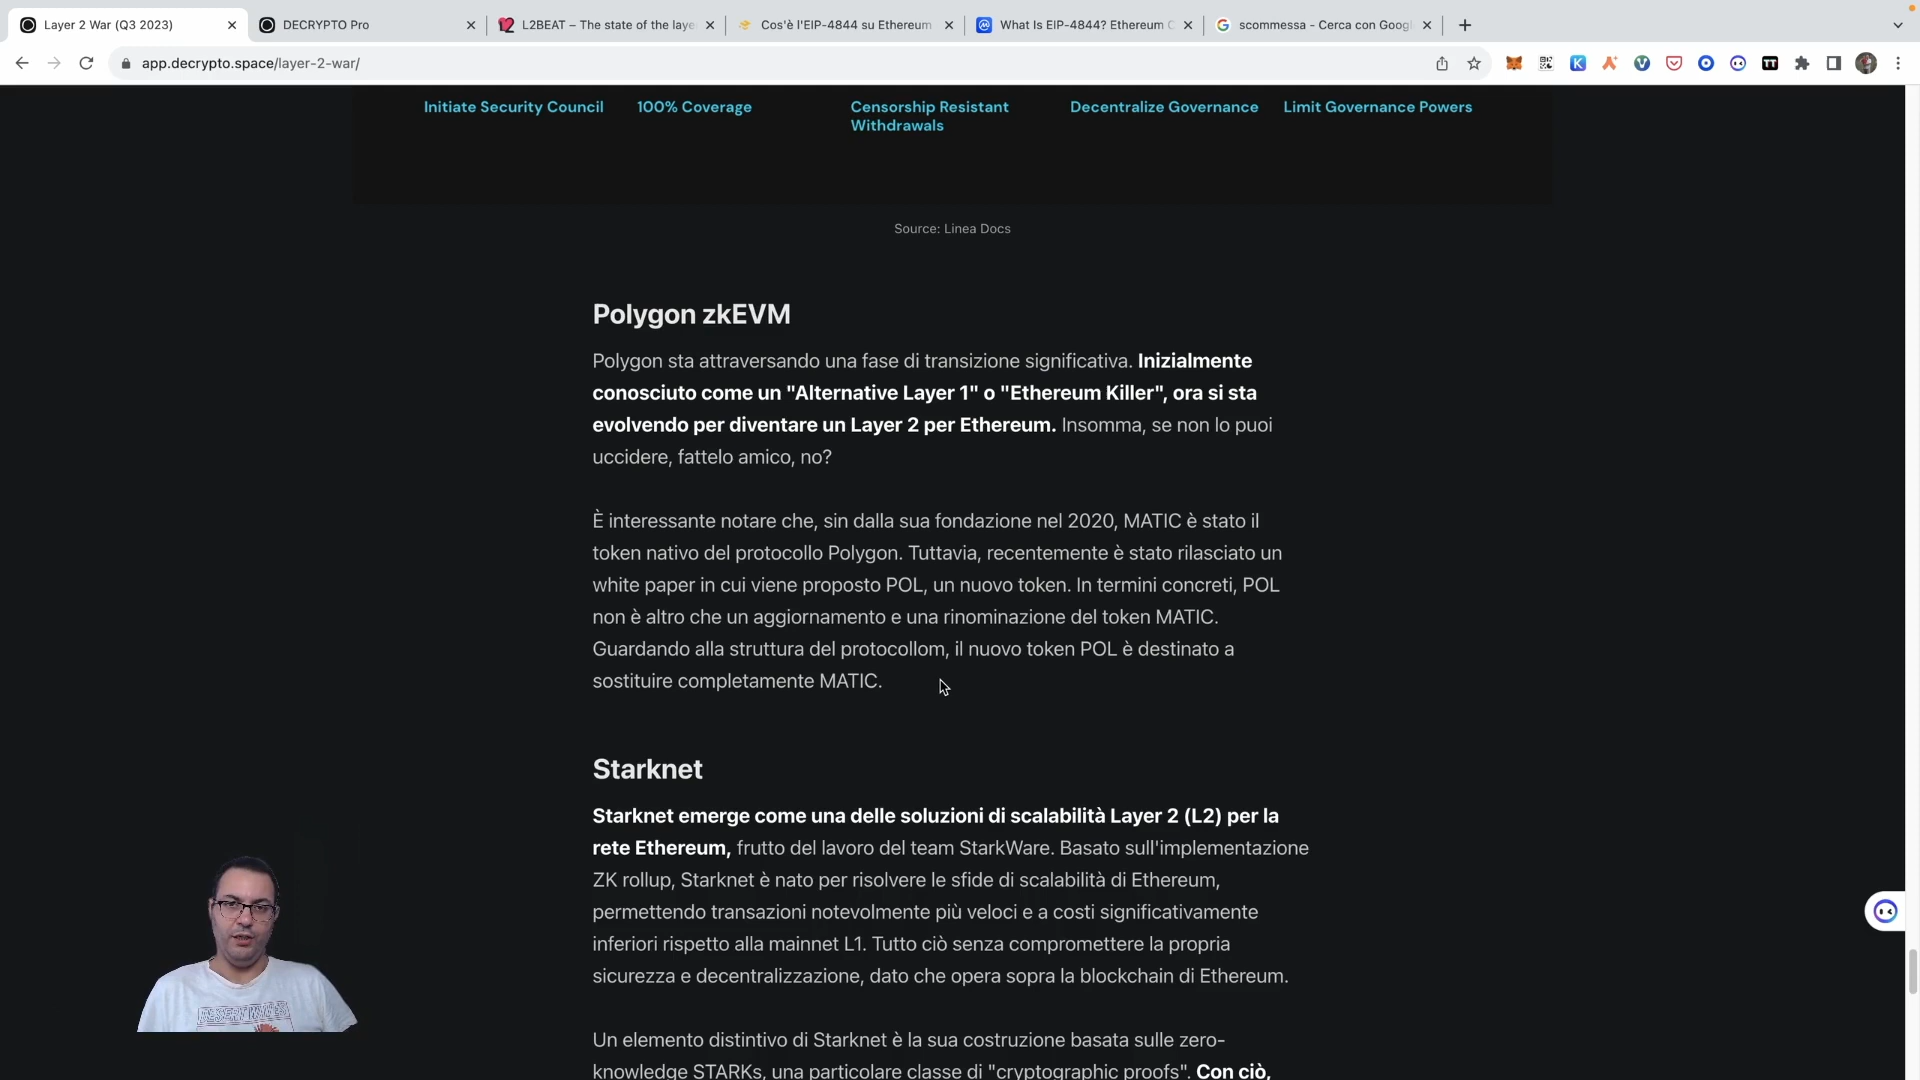 Layer 2 War (Q3 2023)
DECRYPTO Pro
L2BEAT – The state of the laye
Cos'è l'EIP-4844 su Ethereum
What Is EIP-4844? Ethereum C
scommessa - Cerca con Googl
app.decrypto.space/layer-2-war/
Initiate Security Council
100% Coverage
Censorship Resistant
Withdrawals
Decentralize Governance
Limit Governance Powers
Source: Linea Docs
Polygon zkEVM
Polygon sta attraversando una fase di transizione significativa. Inizialmente
conosciuto come un "Alternative Layer 1" o "Ethereum Killer", ora si sta
evolvendo per diventare un Layer 2 per Ethereum. Insomma, se non lo puoi
uccidere, fattelo amico, no?
È interessante notare che, sin dalla sua fondazione nel 2020, MATIC è stato il
token nativo del protocollo Polygon. Tuttavia, recentemente è stato rilasciato un
white paper in cui viene proposto POL, un nuovo token. In termini concreti, POL
non è altro che un aggiornamento e una rinominazione del token MATIC.
Guardando alla struttura del protocollom, il nuovo token POL è destinato a
sostituire completamente MATIC.
Starknet
Starknet emerge come una delle soluzioni di scalabilità Layer 2 (L2) per la
rete Ethereum, frutto del lavoro del team StarkWare. Basato sull'implementazione
ZK rollup, Starknet è nato per risolvere le sfide di scalabilità di Ethereum,
permettendo transazioni notevolmente più veloci e a costi significativamente
inferiori rispetto alla mainnet L1. Tutto ciò senza compromettere la propria
sicurezza e decentralizzazione, dato che opera sopra la blockchain di Ethereum.
Un elemento distintivo di Starknet è la sua costruzione basata sulle zero-
knowledge STARKs, una particolare classe di "cryptographic proofs". Con ciò,